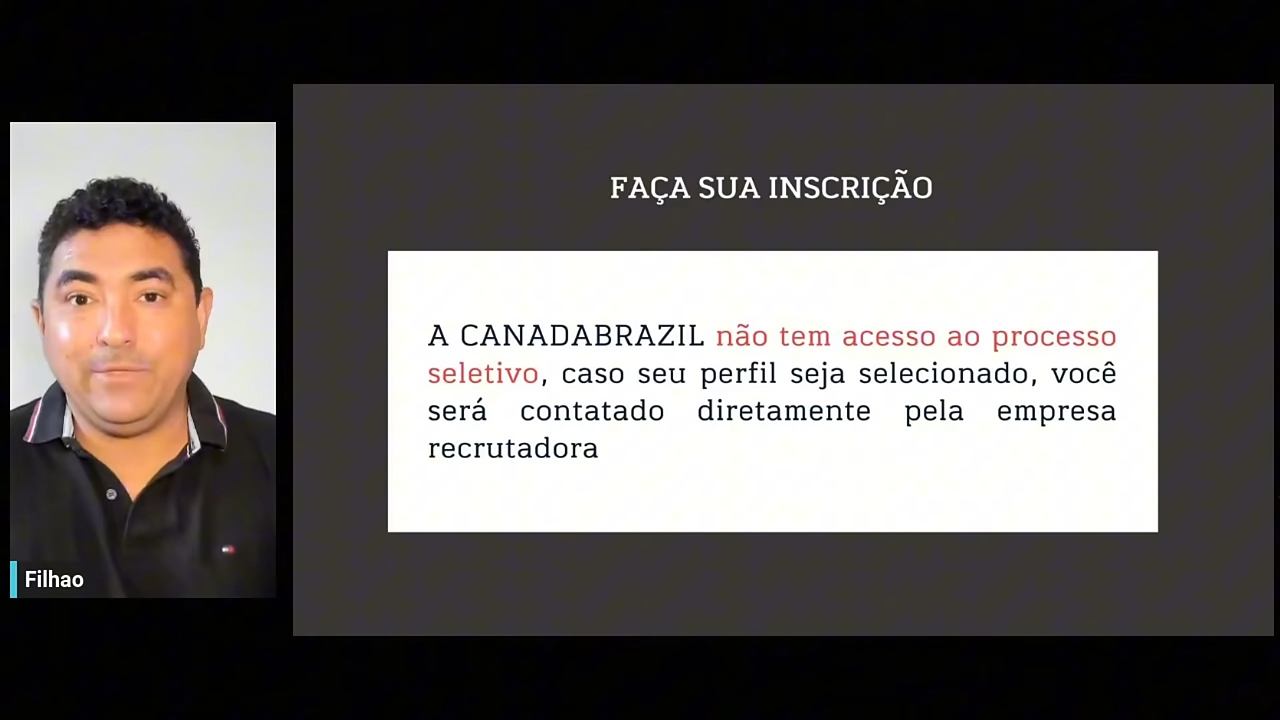 FAÇA SUA INSCRIÇÃO
A CANADABRAZIL não tem acesso ao processo
seletivo, caso seu perfil seja selecionado, você
será contatado diretamente pela empresa
recrutadora
Filhao